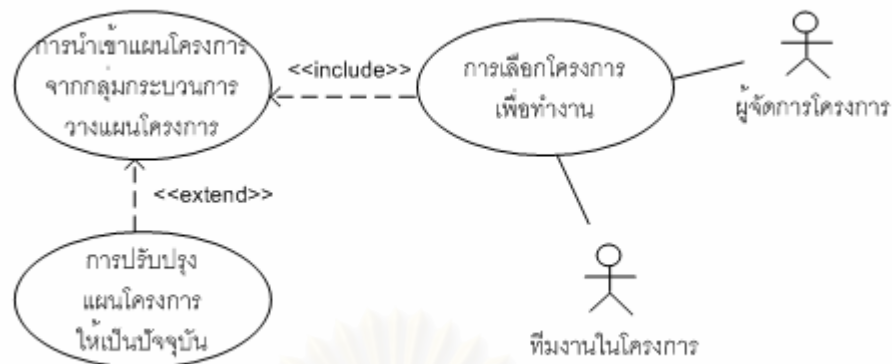 การนำเข้าแผนโครงการ
จากกลุ่มกระบวนการ
วางแผนโครงการ
<<include>>
การเลือกโครงการ
เพื่อทำงาน
ผู้จัดการโครงการ
<<extend>>
การปรับปรุง
แผนโครงการ
ให้เป็นปัจจุบัน
ทีมงานในโครงการ